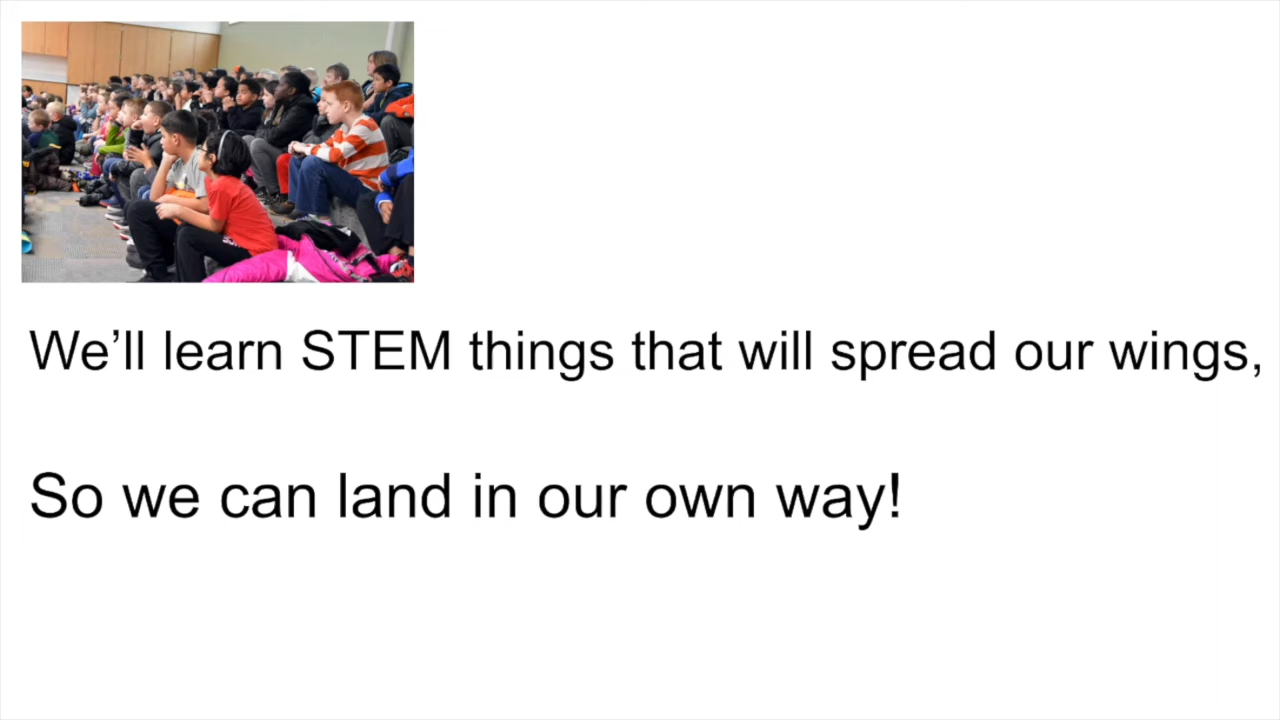 We’ll learn STEM things that will spread our wings,
So we can land in our own way!